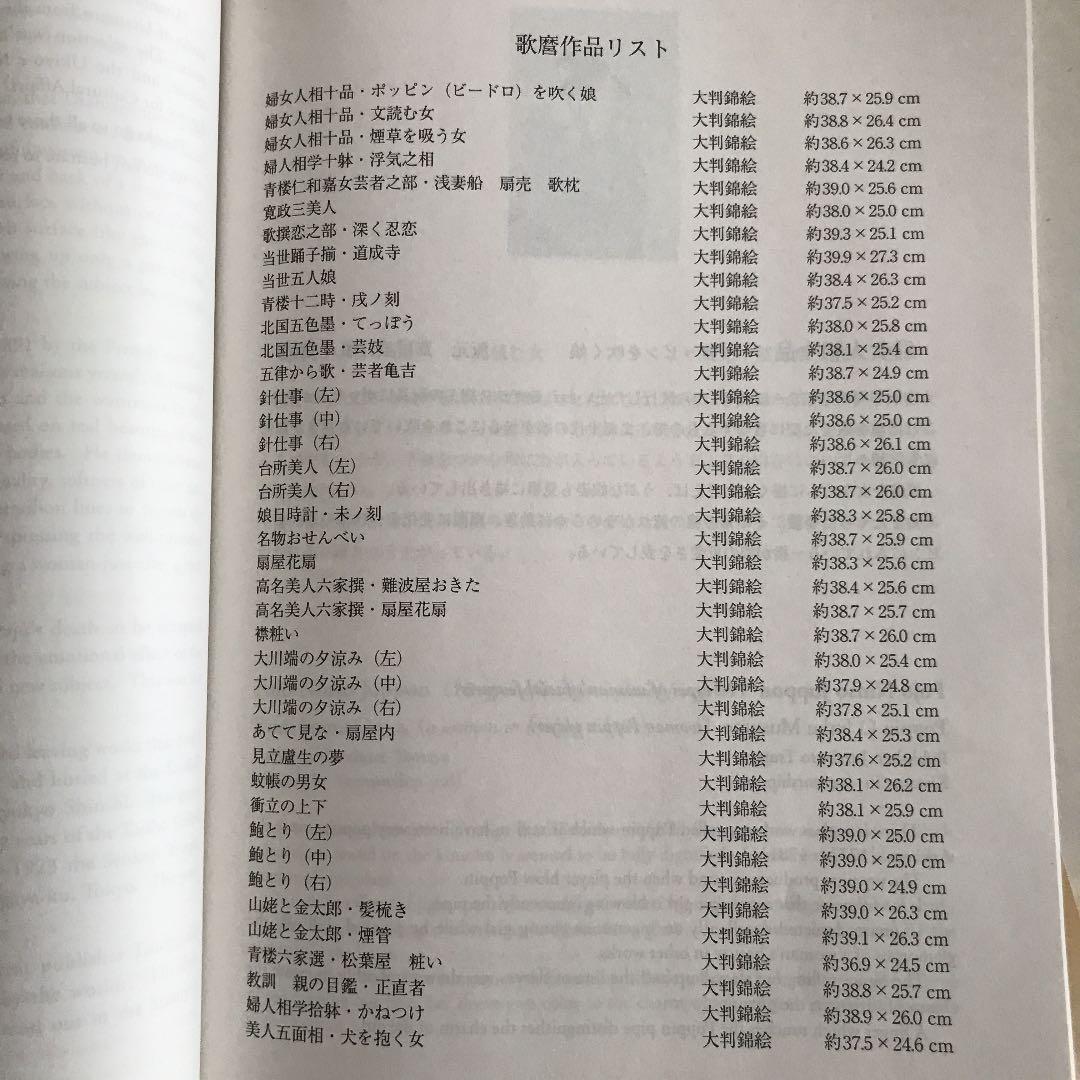 歌麿作品リスト
婦女人相十品・ポッピン（ビードロ）を吹く娘 大判錦絵 約38.7×25.9 cm
婦女人相十品・文読む女 大判錦絵 約38.8×26.4 cm
婦女人相十品・煙草を吸う女 大判錦絵 約38.6×26.3 cm
婦人相学十躰・浮気之相 大判錦絵 約38.4×24.2 cm
青楼仁和嘉女芸者之部・浅妻船 扇売 歌枕 大判錦絵 約39.0×25.6 cm
寛政三美人 大判錦絵 約38.0×25.0 cm
歌撰恋之部・深く忍恋 大判錦絵 約39.3×25.1 cm
当世踊子揃・道成寺 大判錦絵 約39.9×27.3 cm
当世五人娘 大判錦絵 約38.4×26.3 cm
青楼十二時・戌ノ刻 大判錦絵 約37.5×25.2 cm
北国五色墨・てっぽう 大判錦絵 約38.0×25.8 cm
北国五色墨・芸妓 大判錦絵 約38.1×25.4 cm
五律から歌・芸者亀吉 大判錦絵 約38.7×24.9 cm
針仕事（左） 大判錦絵 約38.6×25.0 cm
針仕事（中） 大判錦絵 約38.6×25.0 cm
針仕事（右） 大判錦絵 約38.6×26.1 cm
台所美人（左） 大判錦絵 約38.7×26.0 cm
台所美人（右） 大判錦絵 約38.7×26.0 cm
娘日時計・未ノ刻 大判錦絵 約38.3×25.8 cm
名物おせんべい 大判錦絵 約38.7×25.9 cm
扇屋花扇 大判錦絵 約38.3×25.6 cm
高名美人六家撰・難波屋おきた 大判錦絵 約38.4×25.6 cm
高名美人六家撰・扇屋花扇 大判錦絵 約38.7×25.7 cm
襟粧い 大判錦絵 約38.7×26.0 cm
大川端の夕涼み（左） 大判錦絵 約38.0×25.4 cm
大川端の夕涼み（中） 大判錦絵 約37.9×24.8 cm
大川端の夕涼み（右） 大判錦絵 約37.8×25.1 cm
あてて見な・扇屋内 大判錦絵 約38.4×25.3 cm
見立盧生の夢 大判錦絵 約37.6×25.2 cm
蚊帳の男女 大判錦絵 約38.1×26.2 cm
衝立の上下 大判錦絵 約38.1×25.9 cm
鮑とり（左） 大判錦絵 約39.0×25.0 cm
鮑とり（中） 大判錦絵 約39.0×25.0 cm
鮑とり（右） 大判錦絵 約39.0×24.9 cm
山姥と金太郎・髪梳き 大判錦絵 約39.0×26.3 cm
山姥と金太郎・煙管 大判錦絵 約39.1×26.3 cm
青楼六家選・松葉屋 粧い 大判錦絵 約36.9×24.5 cm
教訓 親の目鑑・正直者 大判錦絵 約38.8×25.7 cm
婦人相学拾躰・かねつけ 大判錦絵 約38.9×26.0 cm
美人五面相・犬を抱く女 大判錦絵 約37.5×24.6 cm